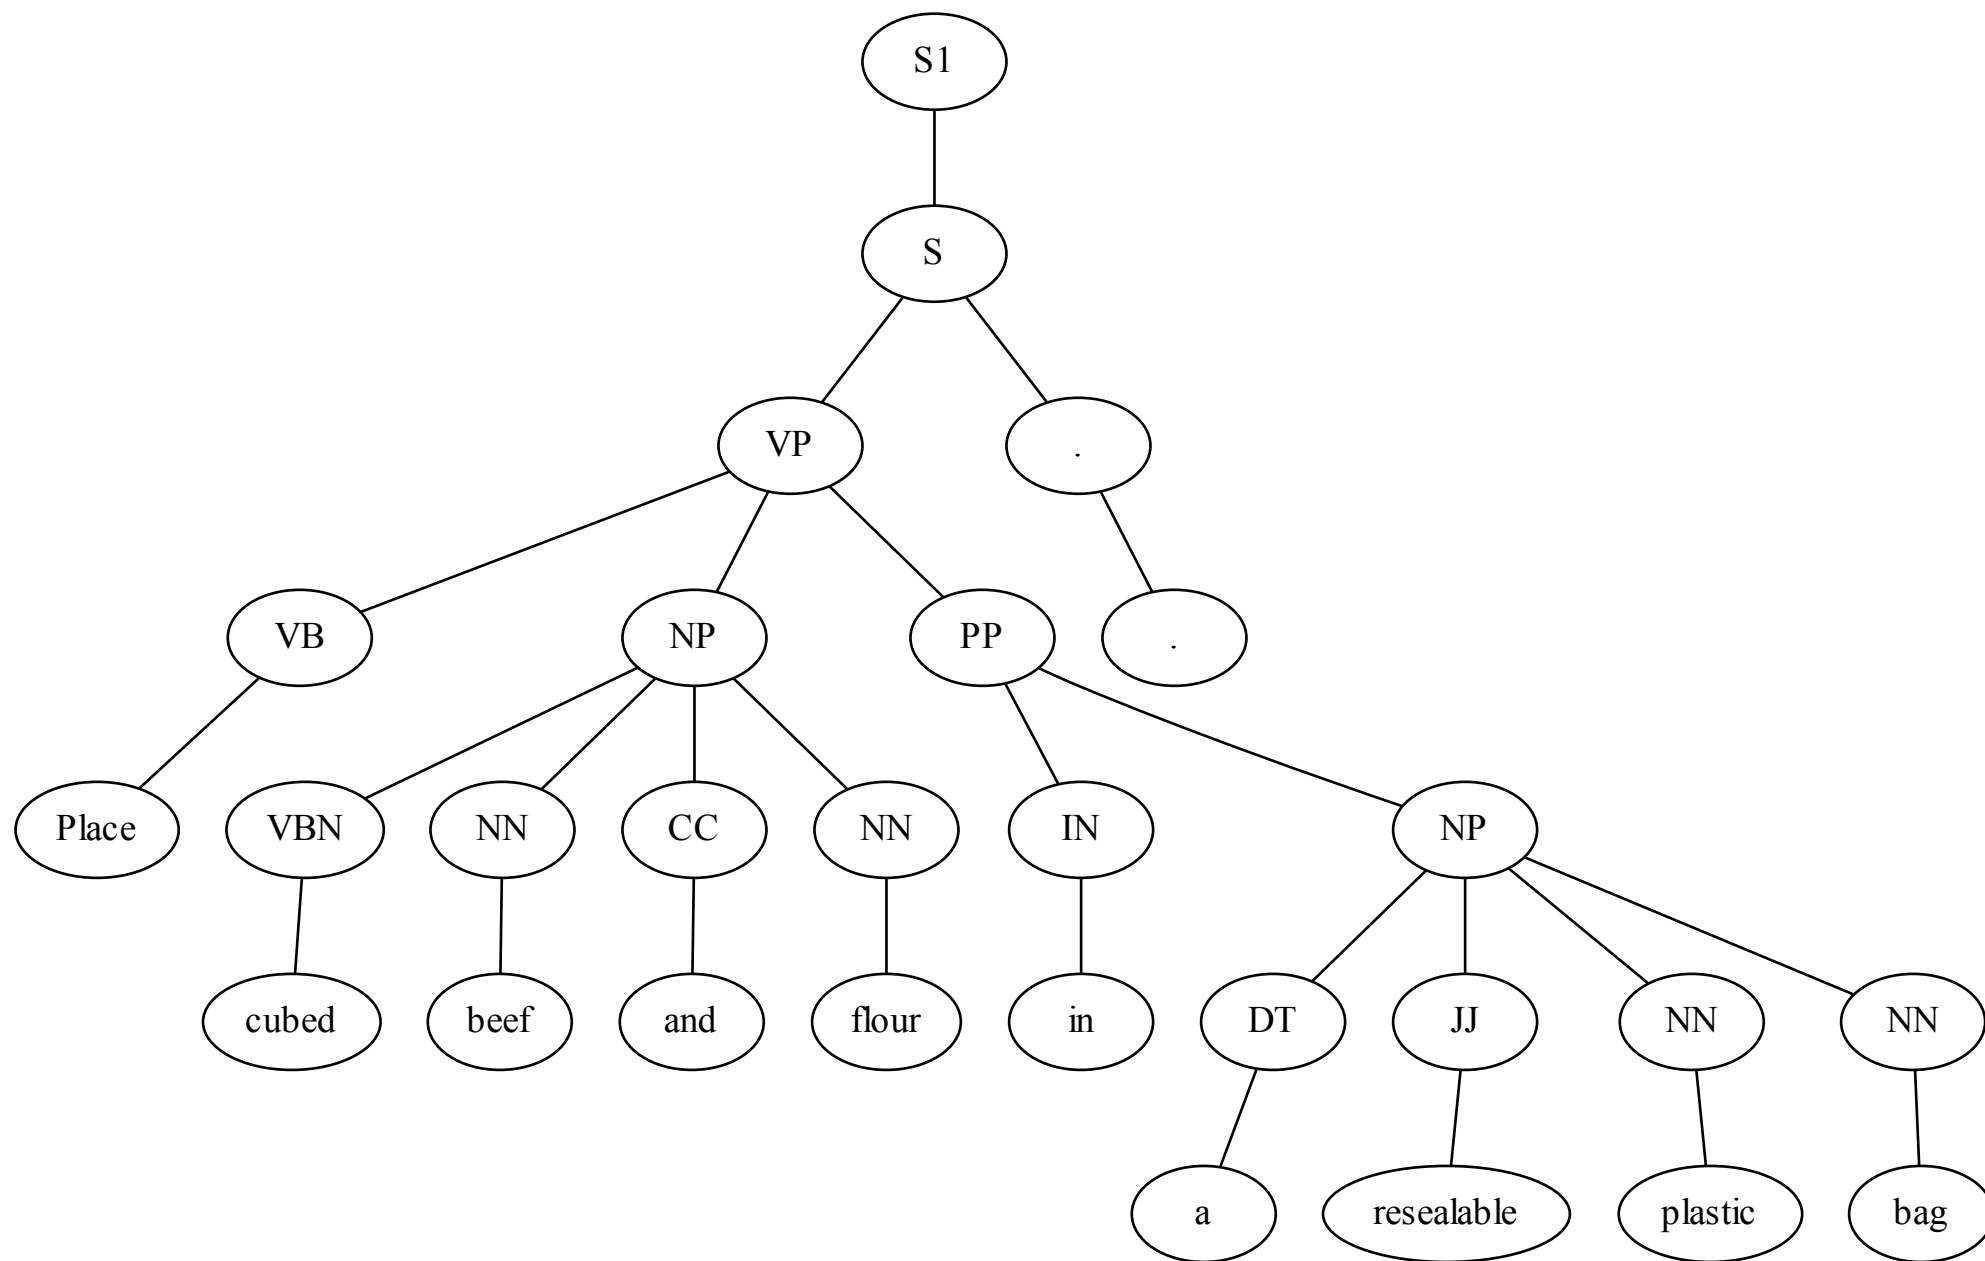 S1
S
VP .
VB NP PP .
Place VBN NN CC NN IN NP
cubed beef and flour in DT JJ NN NN
a resealable plastic bag